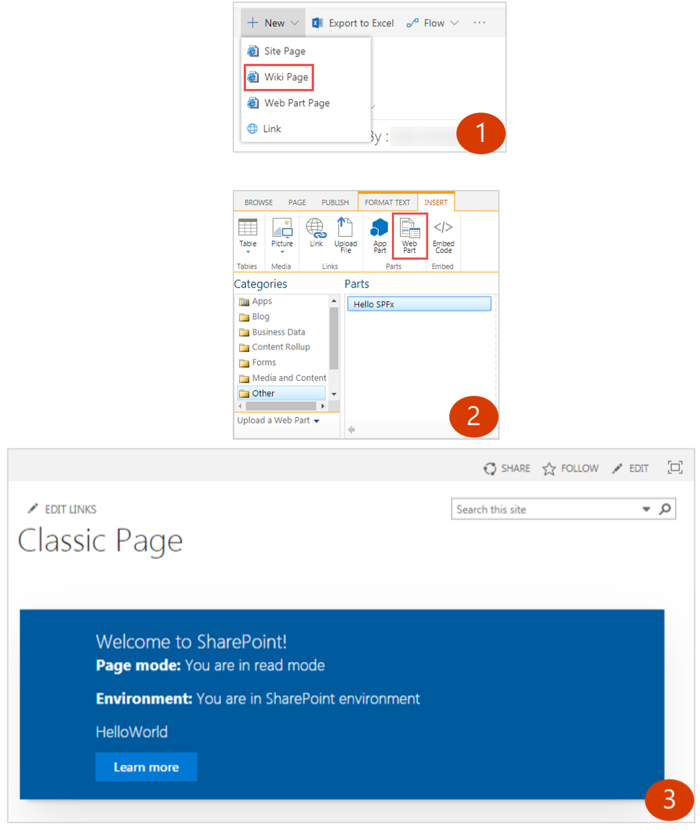 New Export to Excel Flow ...
Site Page
Wiki Page
Web Part Page
Link
By :
1
BROWSE PAGE PUBLISH FORMAT TEXT INSERT
Table Picture Link Upload File App Part Web Part Embed Code
Tables Media Links Parts Embed
Categories Parts
Apps Hello SPFx
Blog
Business Data
Content Rollup
Forms
Media and Content
Other
Upload a Web Part
2
SHARE FOLLOW EDIT
EDIT LINKS Search this site
Classic Page
Welcome to SharePoint!
Page mode: You are in read mode
Environment: You are in SharePoint environment
HelloWorld
Learn more
3